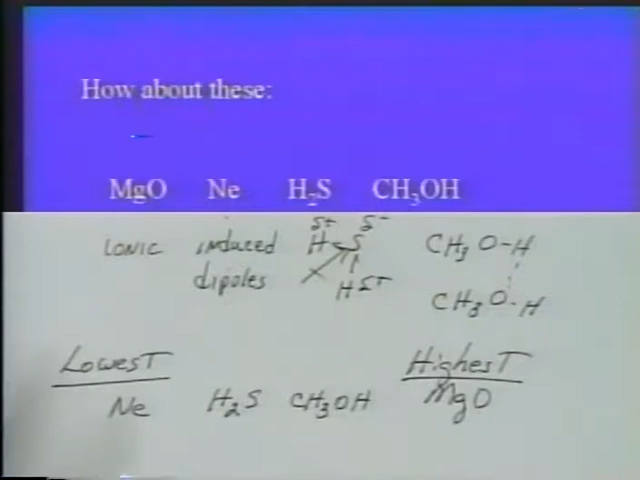 How about these:
MgO Ne H₂S CH₃OH
δ+ δ-
Ionic induced H S CH₃ O-H
dipoles H δ+ CH₃ O H
Lowest Highest
Ne H₂S CH₃OH MgO